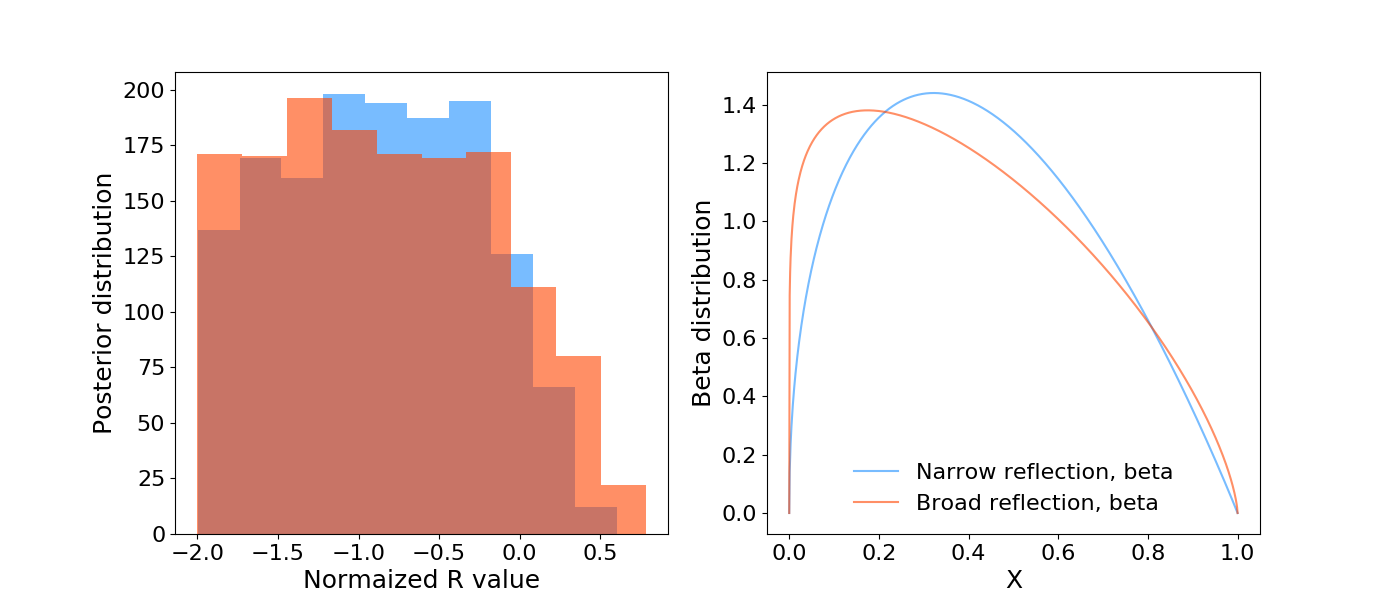 Posterior distribution
200
175
150
125
100
75
50
25
0
−2.0 −1.5 −1.0 −0.5 0.0 0.5
Normaized R value
Beta distribution
1.4
1.2
1.0
0.8
0.6
0.4
0.2
0.0
Narrow reflection, beta
Broad reflection, beta
0.0 0.2 0.4 0.6 0.8 1.0
X